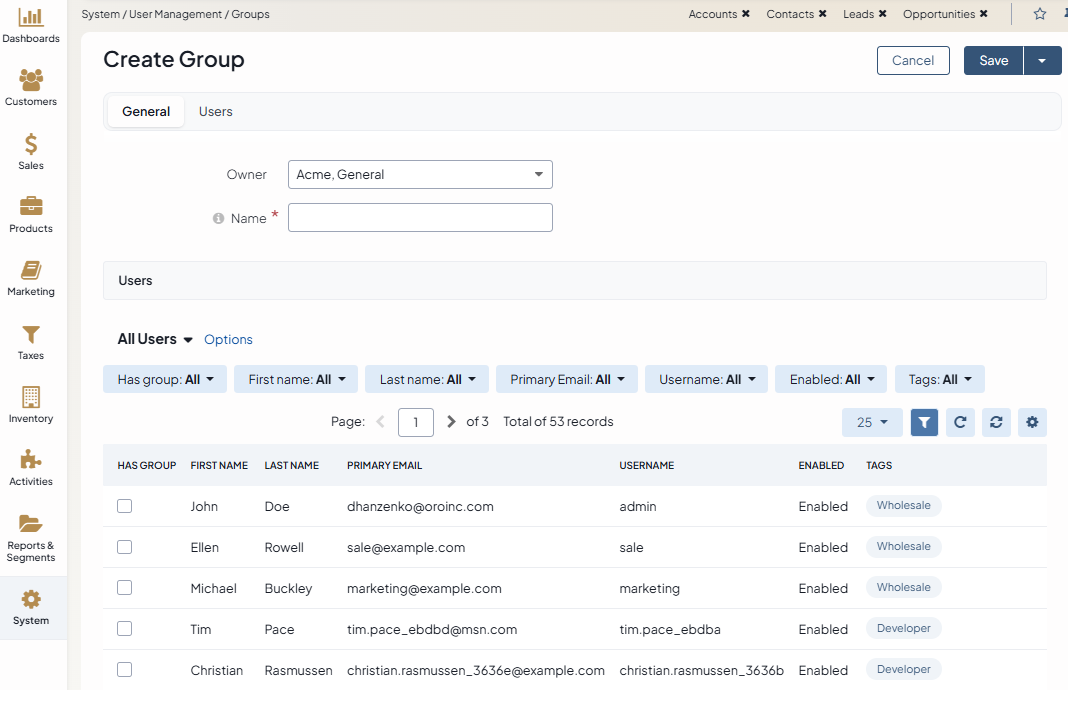 System / User Management / Groups
Accounts ✖ Contacts ✖ Leads ✖ Opportunities ✖
Dashboards
Customers
Sales
Products
Marketing
Taxes
Inventory
Activities
Reports &
Segments
System
Create Group
Cancel Save
General Users
Owner Acme, General
Name *
Users
All Users Options
Has group: All First name: All Last name: All Primary Email: All Username: All Enabled: All Tags: All
Page: 1 of 3 Total of 53 records 25
HAS GROUP FIRST NAME LAST NAME PRIMARY EMAIL USERNAME ENABLED TAGS
John Doe dhanzenko@oroinc.com admin Enabled Wholesale
Ellen Rowell sale@example.com sale Enabled Wholesale
Michael Buckley marketing@example.com marketing Enabled Wholesale
Tim Pace tim.pace_ebdbd@msn.com tim.pace_ebdba Enabled Developer
Christian Rasmussen christian.rasmussen_3636e@example.com christian.rasmussen_3636b Enabled Developer